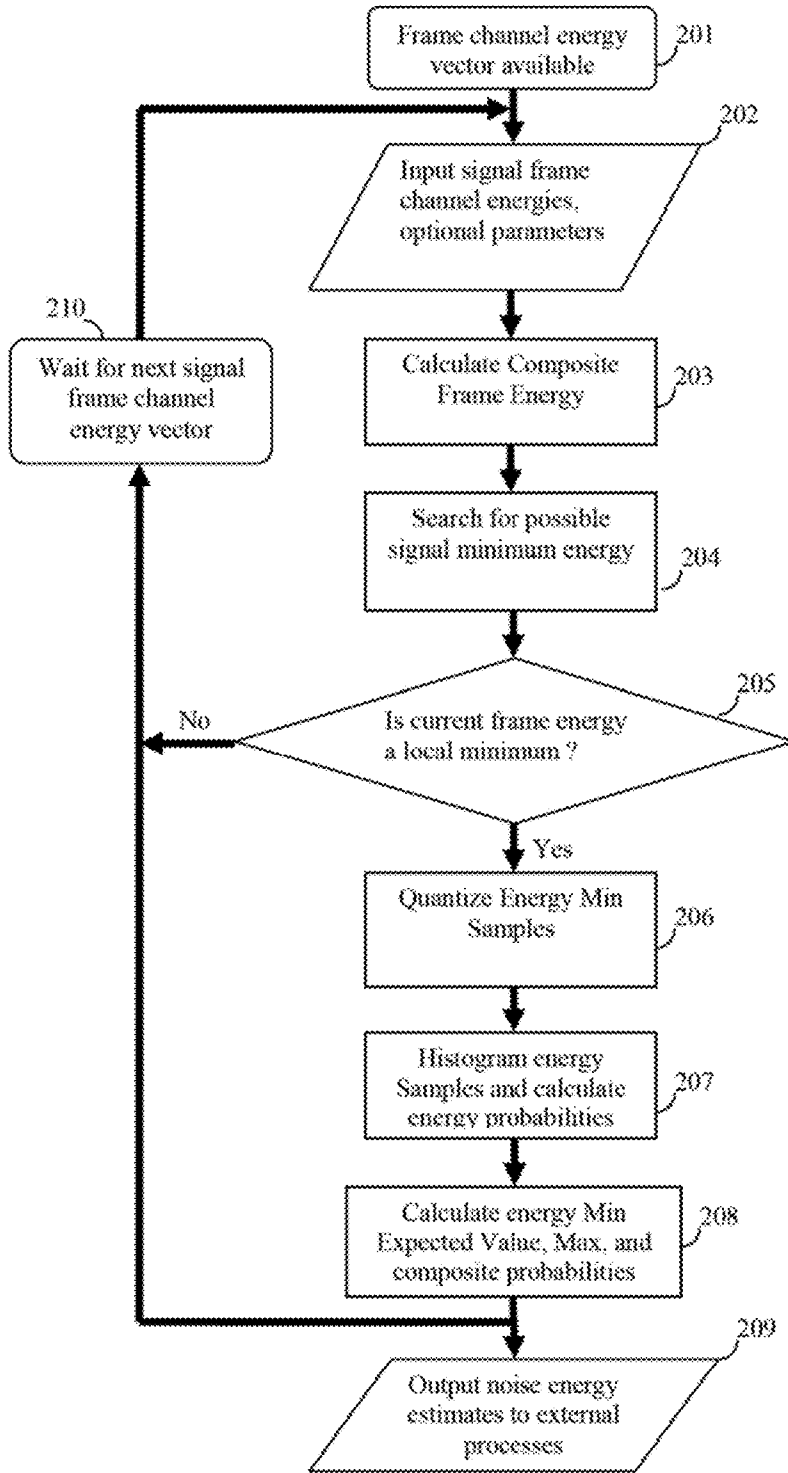 Frame channel energy
vector available
201
202
Input signal frame
channel energies,
optional parameters
210
Wait for next signal
frame channel
energy vector
Calculate Composite
Frame Energy
203
Search for possible
signal minimum energy
204
205
No
Is current frame energy
a local minimum ?
Yes
Quantize Energy Min
Samples
206
Histogram energy
Samples and calculate
energy probabilities
207
Calculate energy Min
Expected Value, Max, and
composite probabilities
208
209
Output noise energy
estimates to external
processes